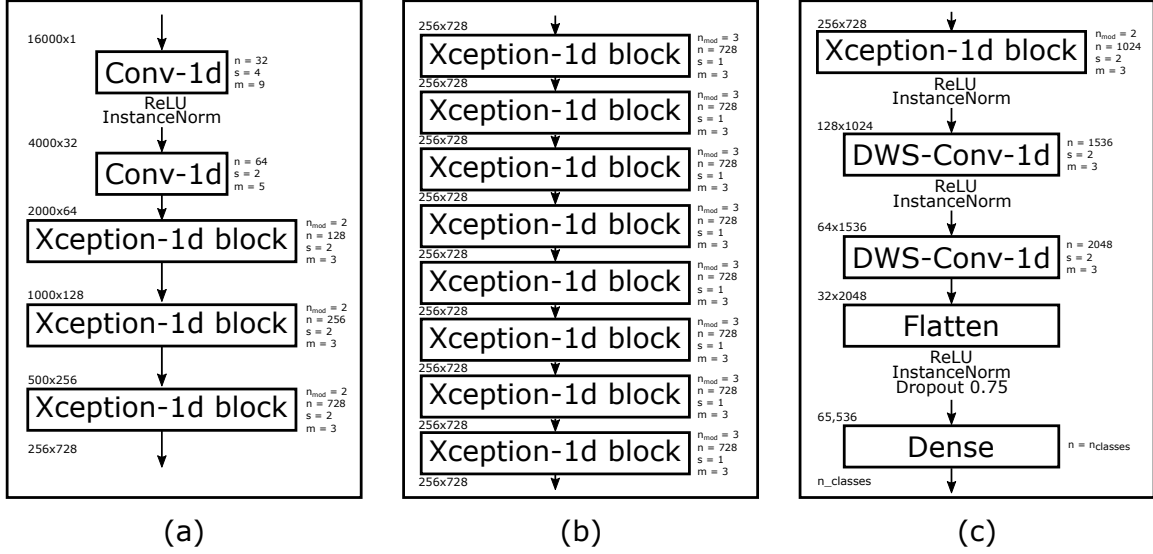 16000x1
Conv-1d
n = 32
s = 4
m = 9
ReLU
InstanceNorm
4000x32
Conv-1d
n = 64
s = 2
m = 5
2000x64
Xception-1d block
nmod = 2
n = 128
s = 2
m = 3
1000x128
Xception-1d block
nmod = 2
n = 256
s = 2
m = 3
500x256
Xception-1d block
nmod = 2
n = 728
s = 2
m = 3
256x728
(a)
256x728
Xception-1d block
nmod = 3
n = 728
s = 1
m = 3
256x728
Xception-1d block
nmod = 3
n = 728
s = 1
m = 3
256x728
Xception-1d block
nmod = 3
n = 728
s = 1
m = 3
256x728
Xception-1d block
nmod = 3
n = 728
s = 1
m = 3
256x728
Xception-1d block
nmod = 3
n = 728
s = 1
m = 3
256x728
Xception-1d block
nmod = 3
n = 728
s = 1
m = 3
256x728
Xception-1d block
nmod = 3
n = 728
s = 1
m = 3
256x728
Xception-1d block
nmod = 3
n = 728
s = 1
m = 3
256x728
(b)
256x728
Xception-1d block
nmod = 2
n = 1024
s = 2
m = 3
ReLU
InstanceNorm
128x1024
DWS-Conv-1d
n = 1536
s = 2
m = 3
ReLU
InstanceNorm
64x1536
DWS-Conv-1d
n = 2048
s = 2
m = 3
32x2048
Flatten
ReLU
InstanceNorm
Dropout 0.75
65,536
Dense
n = nclasses
n_classes
(c)